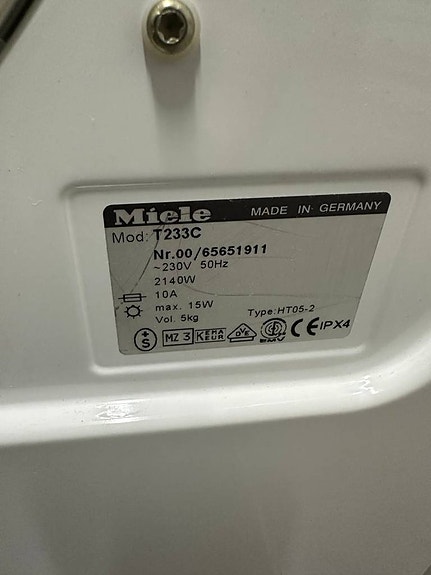 Miele MADE IN GERMANY
Mod: T233C
Nr.00/65651911
~230V 50Hz
2140W
10A
max. 15W
Vol. 5kg Type:HT05-2
+S MZ 3 KEMA KEUR DVE EMV CE IPX4